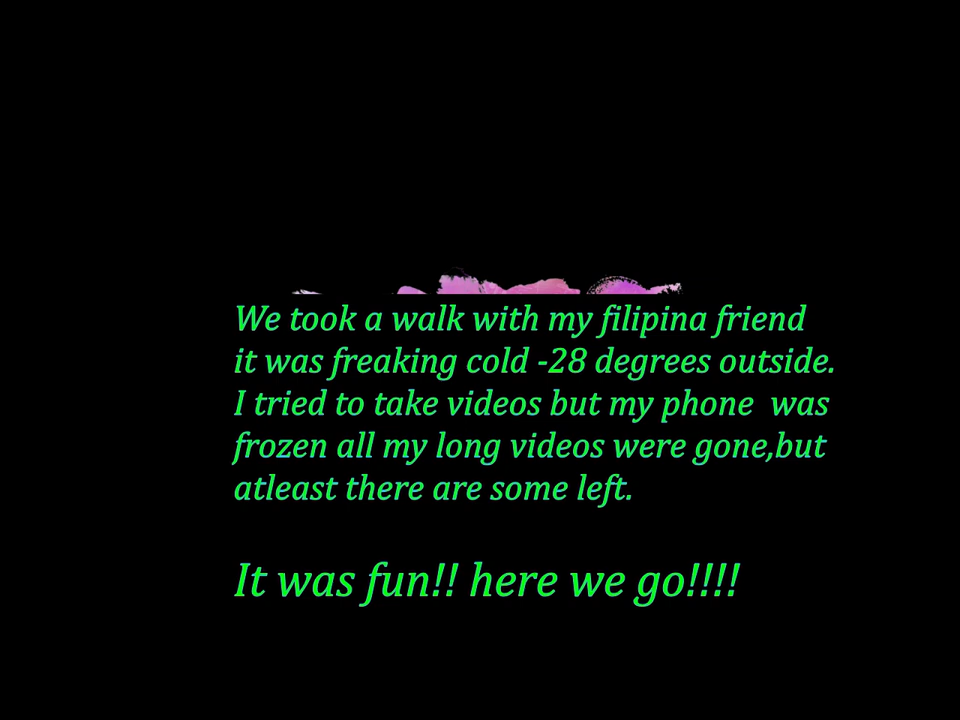 We took a walk with my filipina friend
it was freaking cold -28 degrees outside.
I tried to take videos but my phone  was
frozen all my long videos were gone,but
atleast there are some left.
It was fun!! here we go!!!!